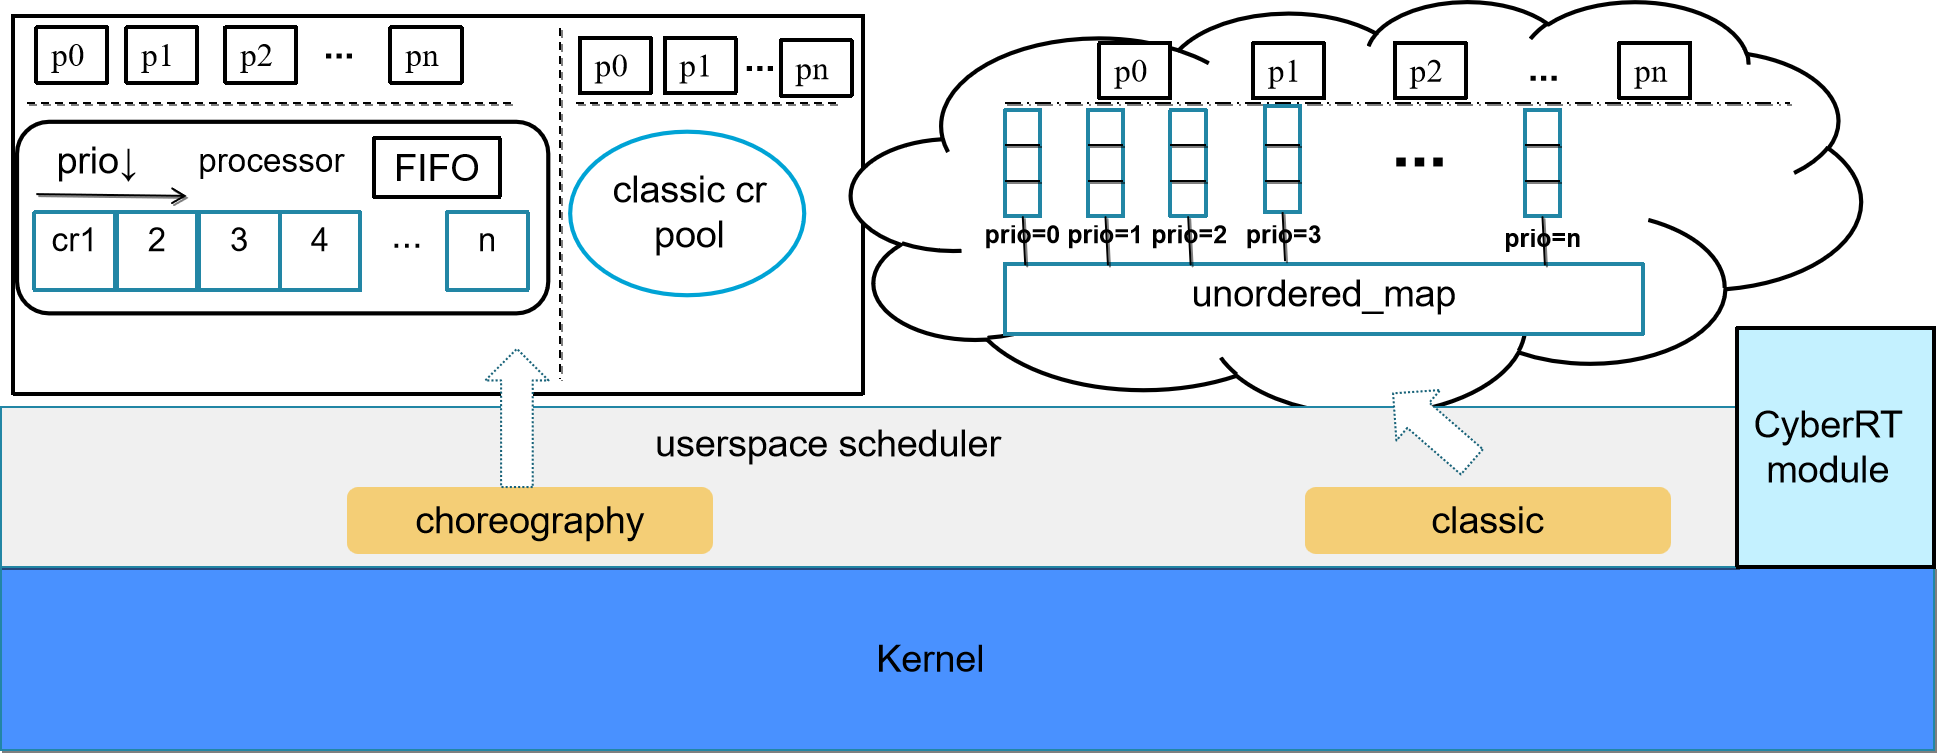 p0 p1 p2 ... pn
p0 p1 ... pn
prio↓ processor FIFO
cr1 2 3 4 ... n
classic cr
pool
p0 p1 p2 ... pn
...
prio=0 prio=1 prio=2 prio=3 prio=n
unordered_map
userspace scheduler
choreography
classic
CyberRT
module
Kernel